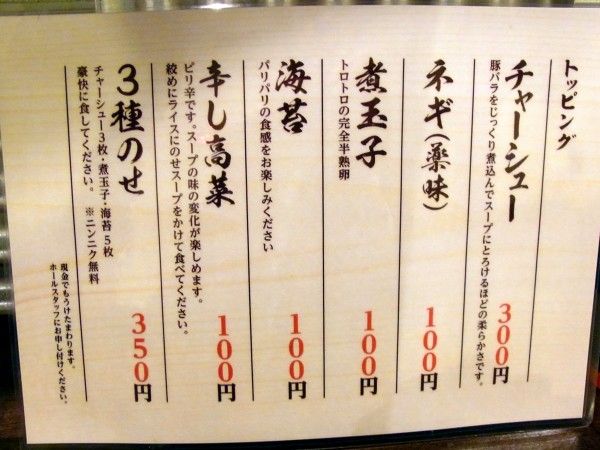 トッピング
チャーシュー 300円
豚バラをじっくり煮込んでスープにとろけるほどの柔らかさです。
ネギ(薬味) 100円
煮玉子 100円
トロトロの完全半熟卵
海苔 100円
パリパリの食感をお楽しみください
辛し高菜 100円
ピリ辛です。スープの味の変化が楽しめます。
絞めにライスにのせスープをかけて食べてください。
3種のせ 350円
チャーシュー3枚・煮玉子・海苔5枚
豪快に食してください。 ※ニンニク無料
現金でもうけたまわります。
ホールスタッフにお申し付けください。